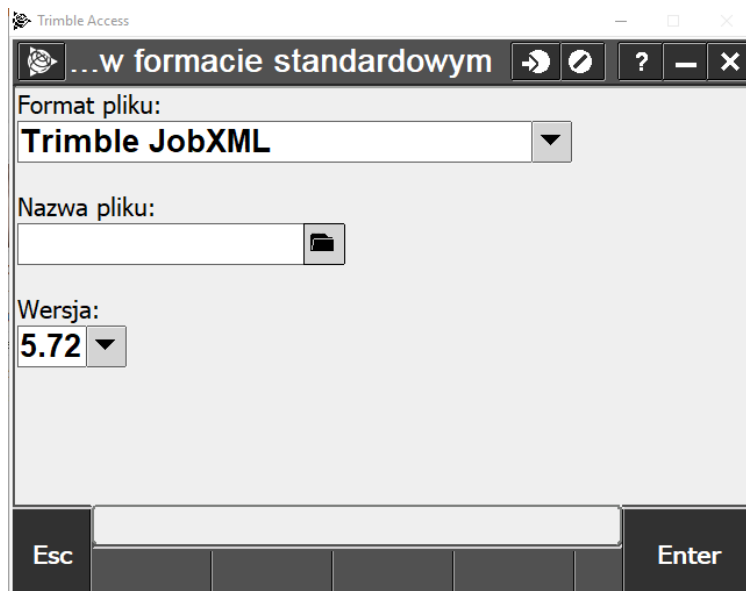 Trimble Access
...w formacie standardowym
?
Format pliku:
Trimble JobXML
Nazwa pliku:
Wersja:
5.72
Esc
Enter